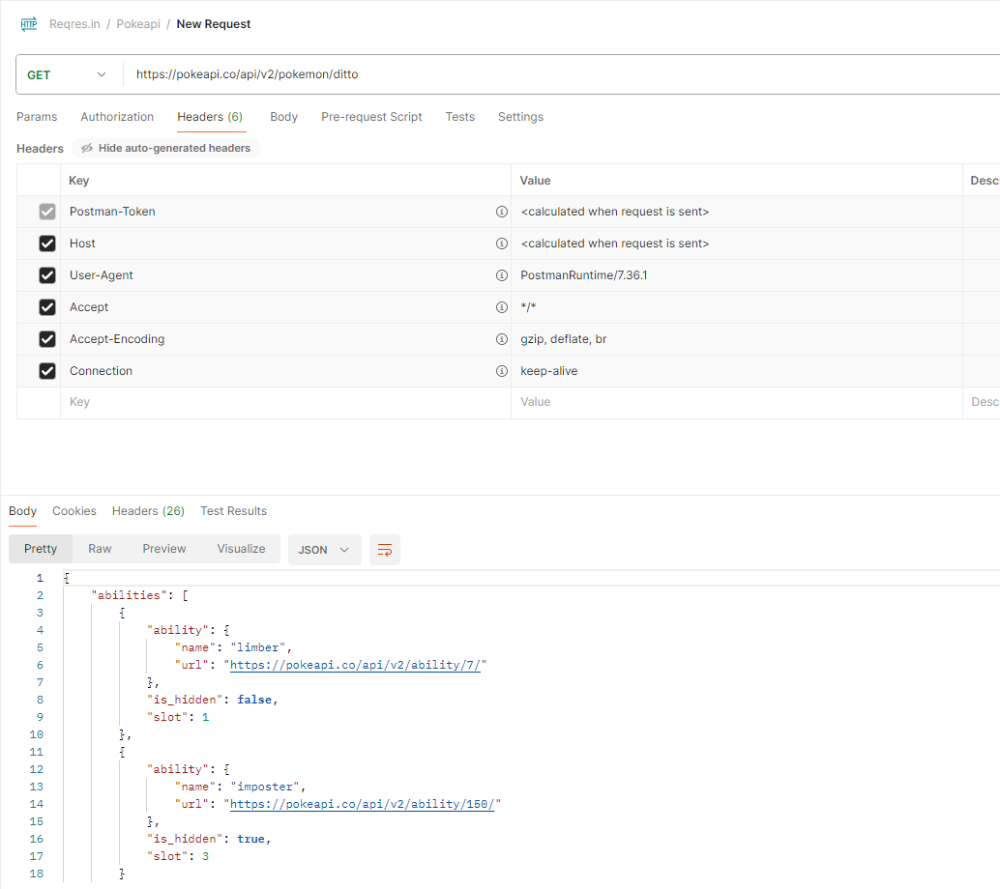 HTTP Reqres.in / Pokeapi / New Request
GET https://pokeapi.co/api/v2/pokemon/ditto
Params Authorization Headers (6) Body Pre-request Script Tests Settings
Headers Hide auto-generated headers
Key Value Desc
Postman-Token <calculated when request is sent>
Host <calculated when request is sent>
User-Agent PostmanRuntime/7.36.1
Accept */*
Accept-Encoding gzip, deflate, br
Connection keep-alive
Key Value Desc
Body Cookies Headers (26) Test Results
Pretty Raw Preview Visualize JSON
1 {
2 "abilities": [
3 {
4 "ability": {
5 "name": "limber",
6 "url": "https://pokeapi.co/api/v2/ability/7/"
7 },
8 "is_hidden": false,
9 "slot": 1
10 },
11 {
12 "ability": {
13 "name": "imposter",
14 "url": "https://pokeapi.co/api/v2/ability/150/"
15 },
16 "is_hidden": true,
17 "slot": 3
18 }